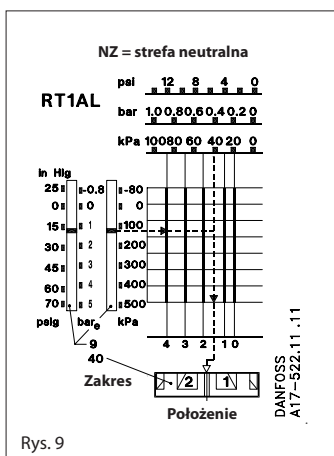 NZ = strefa neutralna
psi 12 8 4 0
RT1AL
bar 1.0 0.8 0.6 0.4 0.2 0
kPa 100 80 60 40 20 0
in Hg
25 -0.8 -80
0 0 0
15 1 100
30 2 200
45 3 300
60 4 400
70 5 500
psig bare kPa
4 3 2 1 0
9
40
Zakres
2 1
Położenie
DANFOSS
A17-522.11.11
Rys. 9